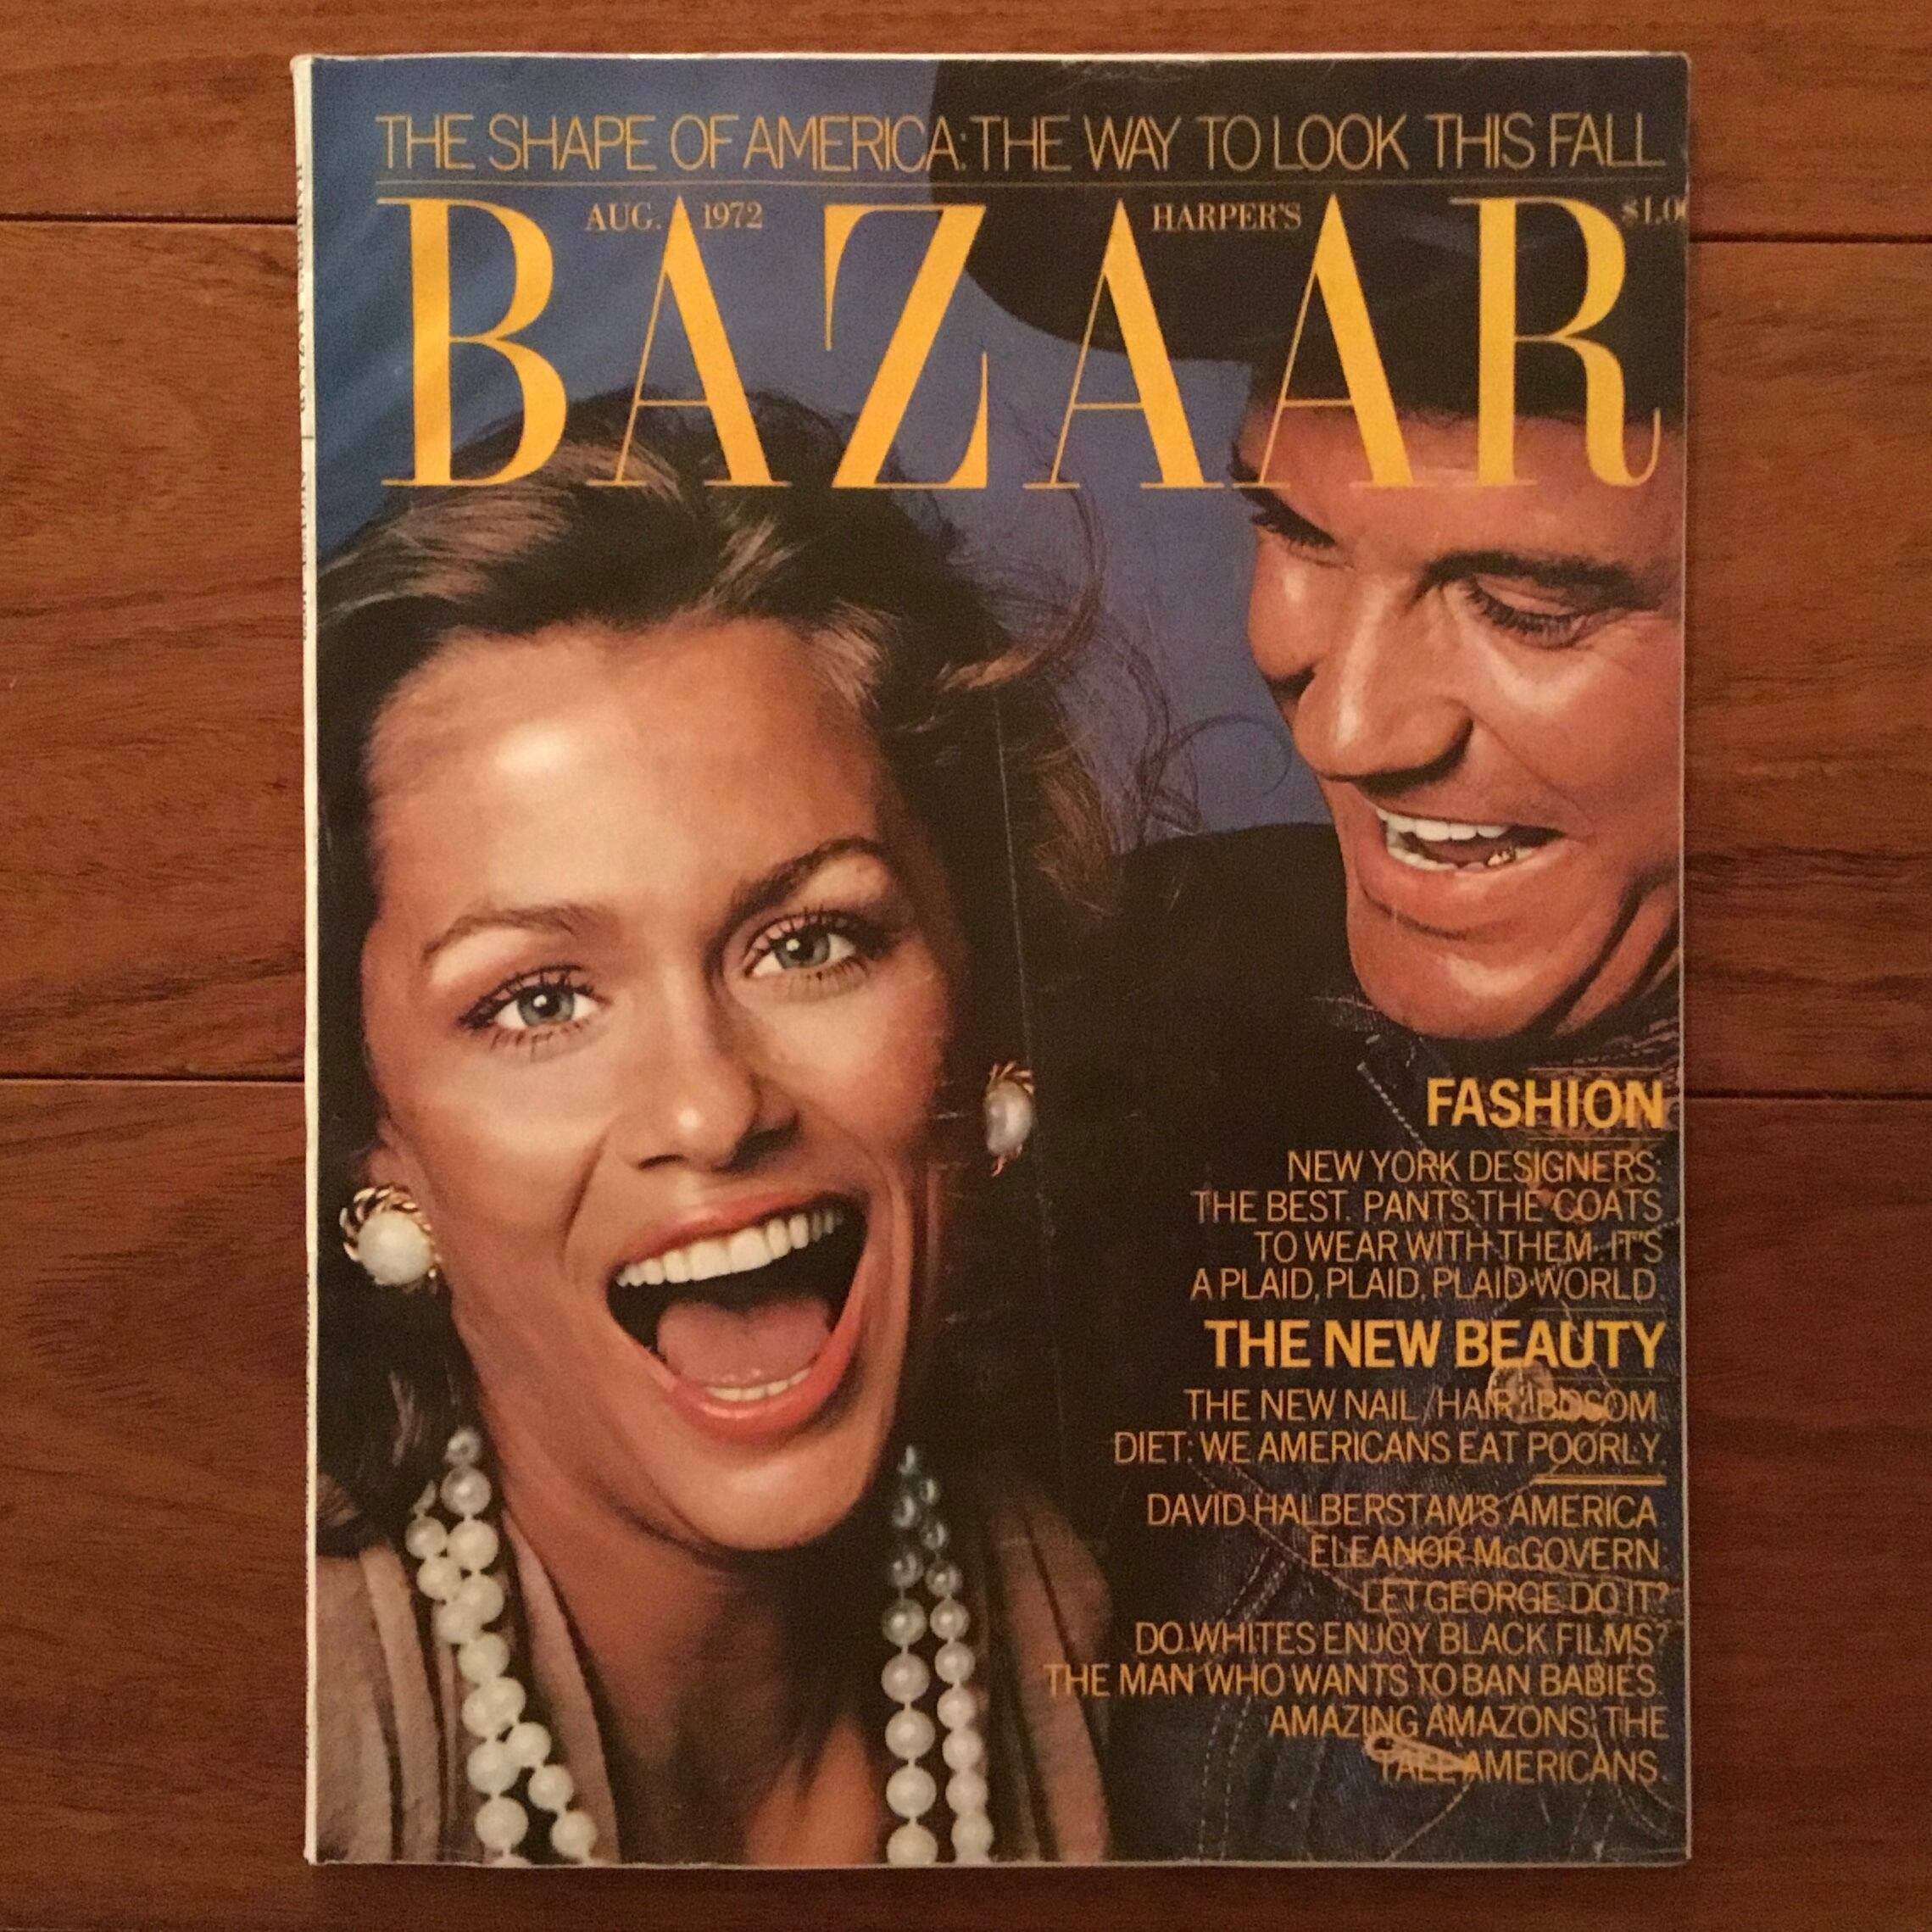 THE SHAPE OF AMERICA: THE WAY TO LOOK THIS FALL
AUG. 1972 HARPER'S $1.00
BAZAAR
FASHION
NEW YORK DESIGNERS:
THE BEST. PANTS: THE COATS
TO WEAR WITH THEM. IT'S
A PLAID, PLAID, PLAID WORLD.
THE NEW BEAUTY
THE NEW NAIL/HAIR/BOSOM.
DIET: WE AMERICANS EAT POORLY.
DAVID HALBERSTAM'S AMERICA.
ELEANOR McGOVERN:
LET GEORGE DO IT?
DO WHITES ENJOY BLACK FILMS?
THE MAN WHO WANTS TO BAN BABIES.
AMAZING AMAZONS: THE
TALL AMERICANS.